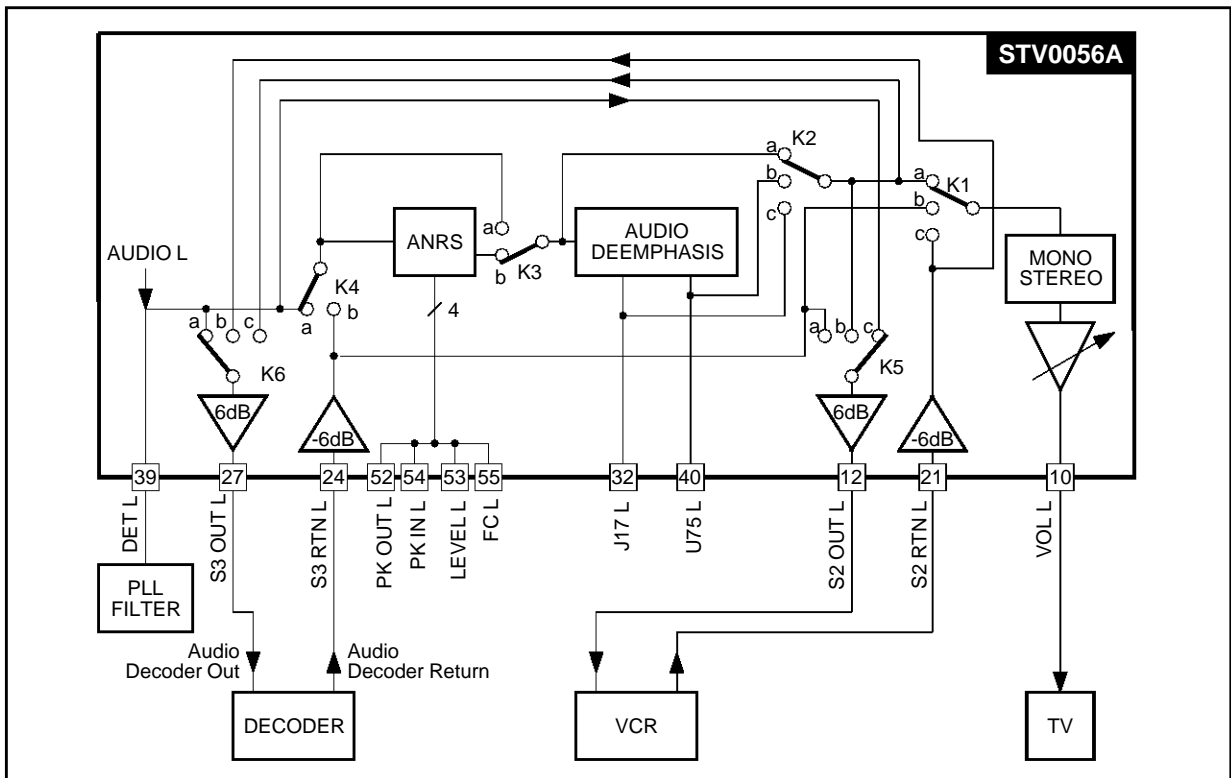 STV0056A
K2
a
b
c
a
K1
b
c
ANRS
a
b
K3
AUDIO
DEEMPHASIS
MONO
STEREO
AUDIO L
K4
a
b
4
a
b
c
K6
a
b
c
K5
6dB
-6dB
6dB
-6dB
39
27
24
52
54
53
55
32
40
12
21
10
DET L
S3 OUT L
S3 RTN L
PK OUT L
PK IN L
LEVEL L
FC L
J17 L
U75 L
S2 OUT L
S2 RTN L
VOL L
PLL
FILTER
Audio
Decoder Out
Audio
Decoder Return
DECODER
VCR
TV